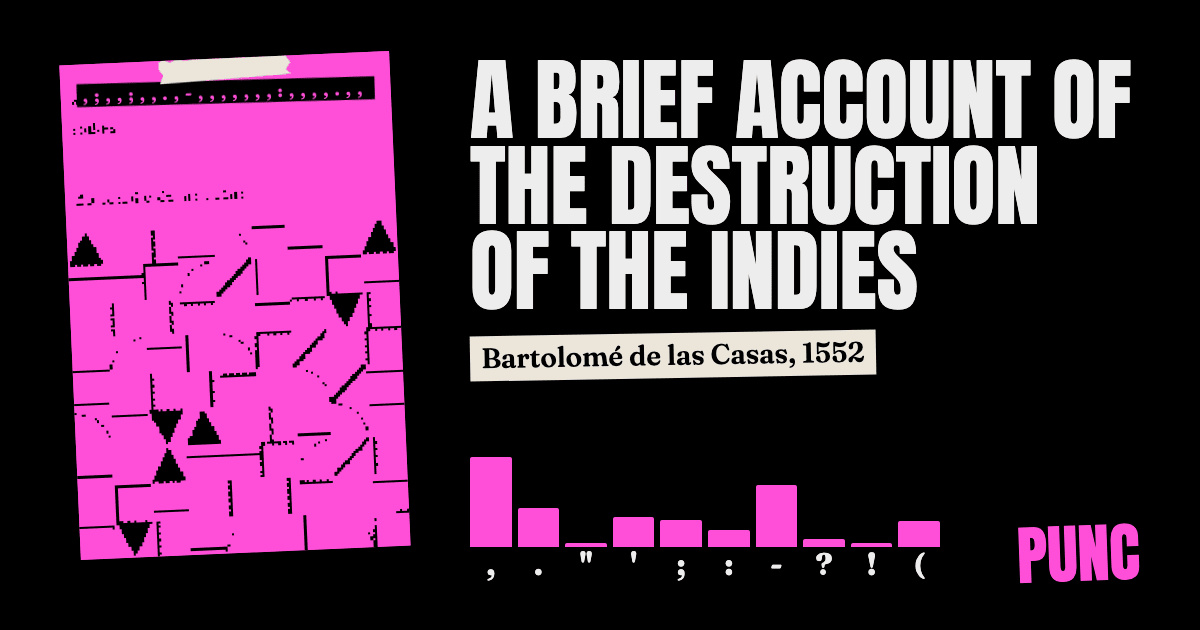 A BRIEF ACCOUNT OF
THE DESTRUCTION
OF THE INDIES
Bartolomé de las Casas, 1552
, . " ' ; : - ? ! (
PUNC